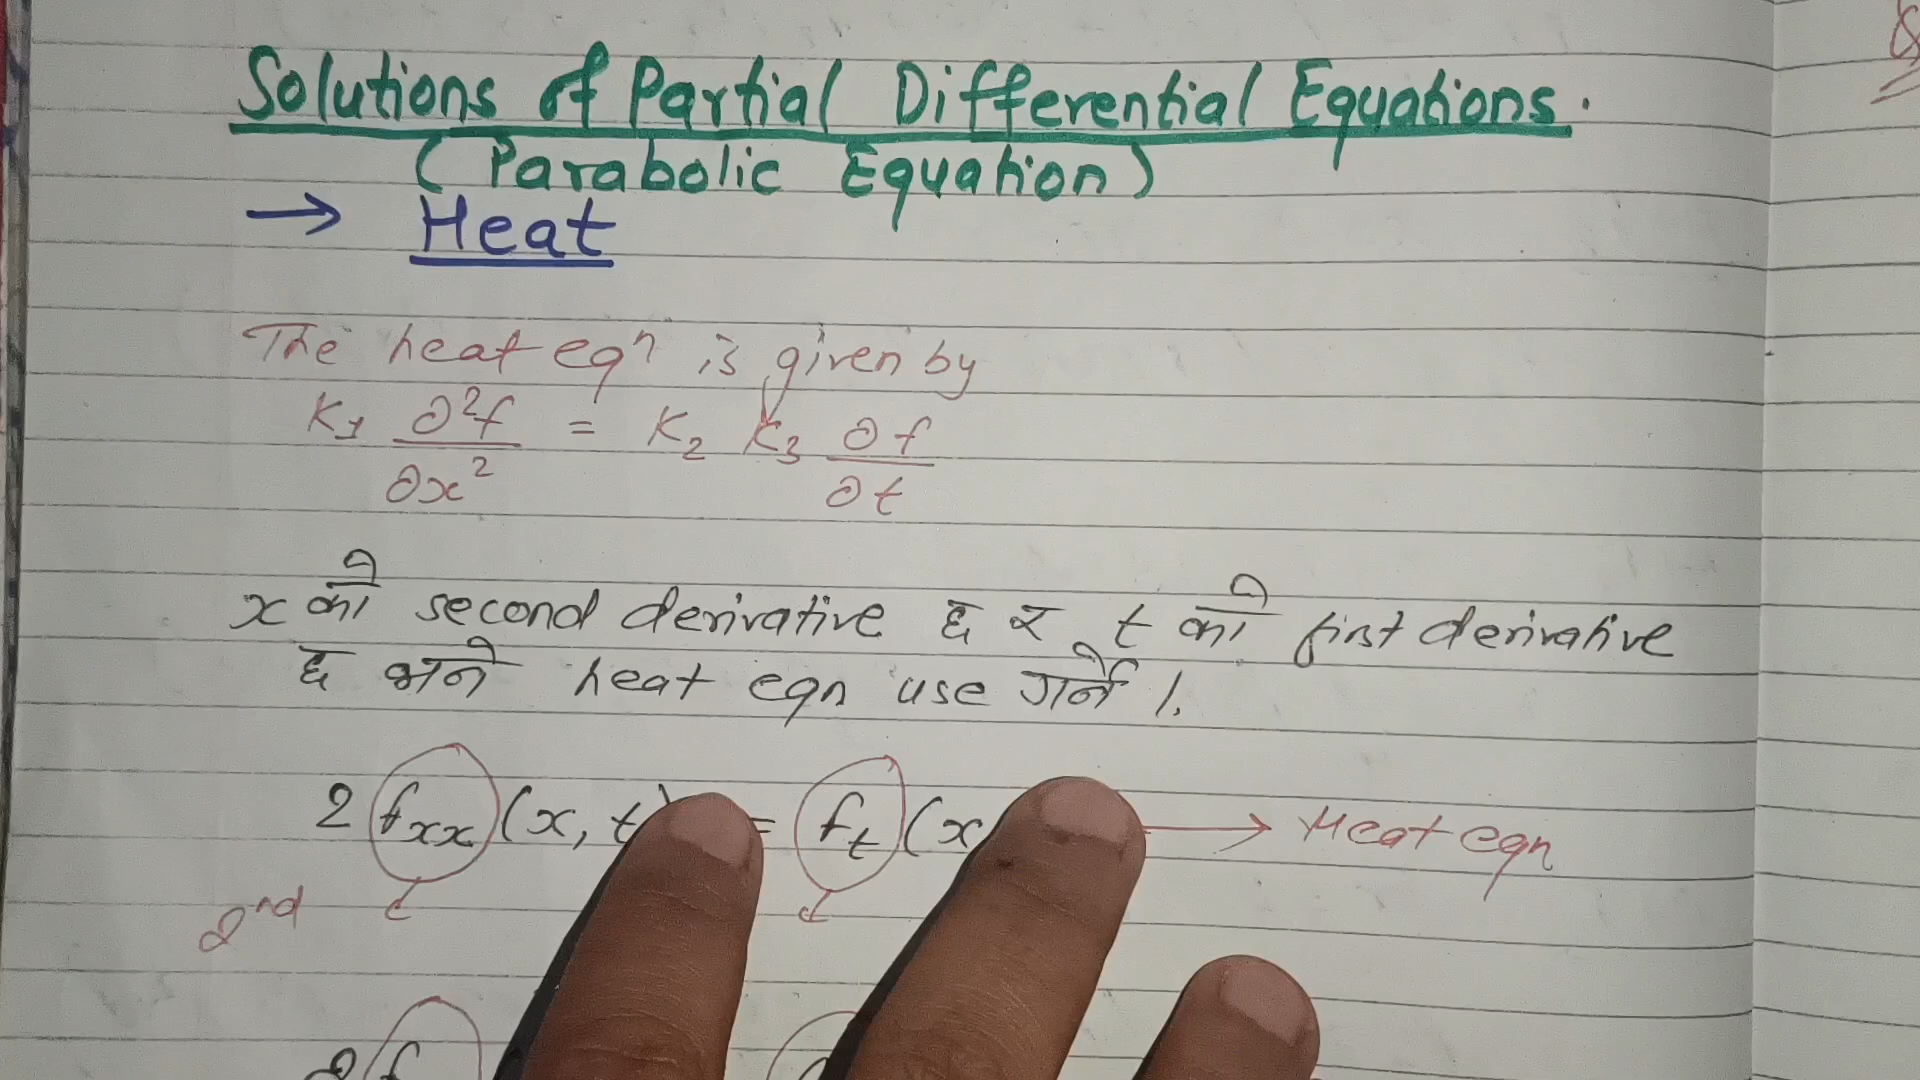 Solutions of Partial Differential Equations.
(Parabolic Equation)
→ Heat
The heat eqn is given by
K1 ∂²f/∂x² = K2 K3 ∂f/∂t
x को second derivative छ र t को first derivative
छ भने heat eqn use गर्ने ।.
2 fxx (x, t = ft (x → Heat eqn
2nd